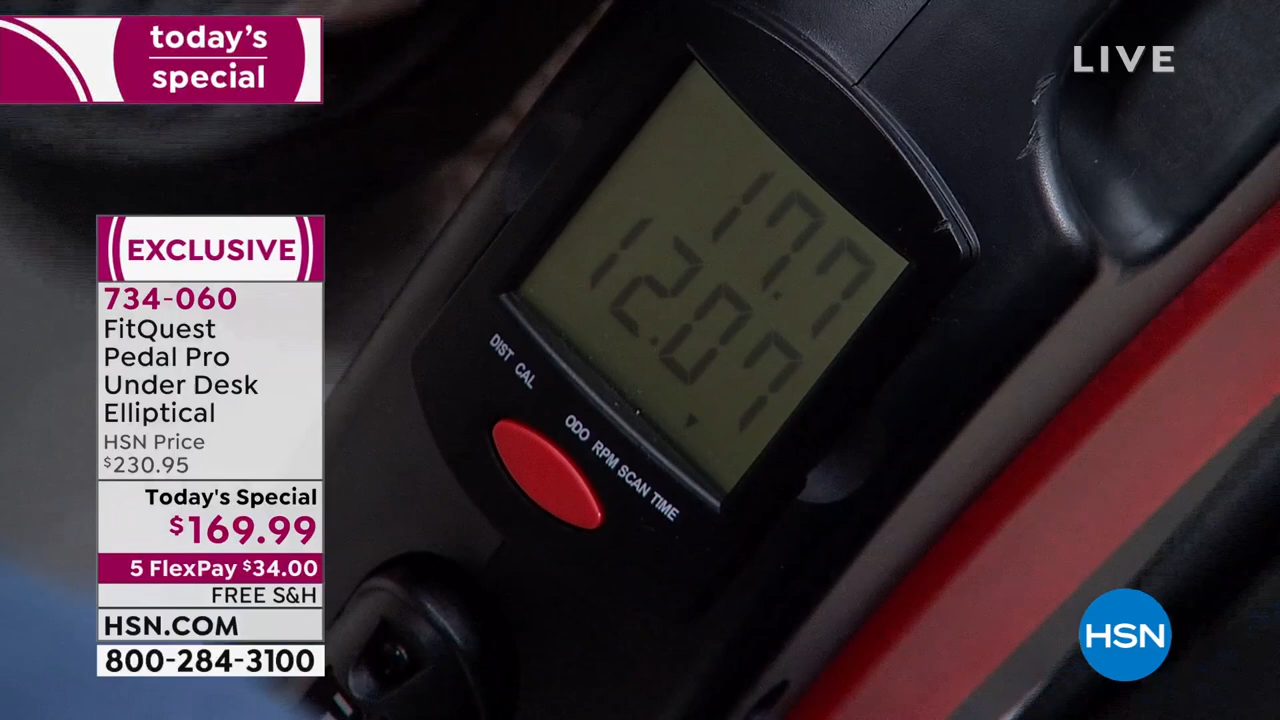 today's
special
LIVE
EXCLUSIVE
734-060
FitQuest
Pedal Pro
Under Desk
Elliptical
HSN Price
$230.95
Today's Special
$169.99
5 FlexPay $34.00
FREE S&H
HSN.COM
800-284-3100
17.7
12.07
DIST CAL
ODO RPM SCAN TIME
HSN